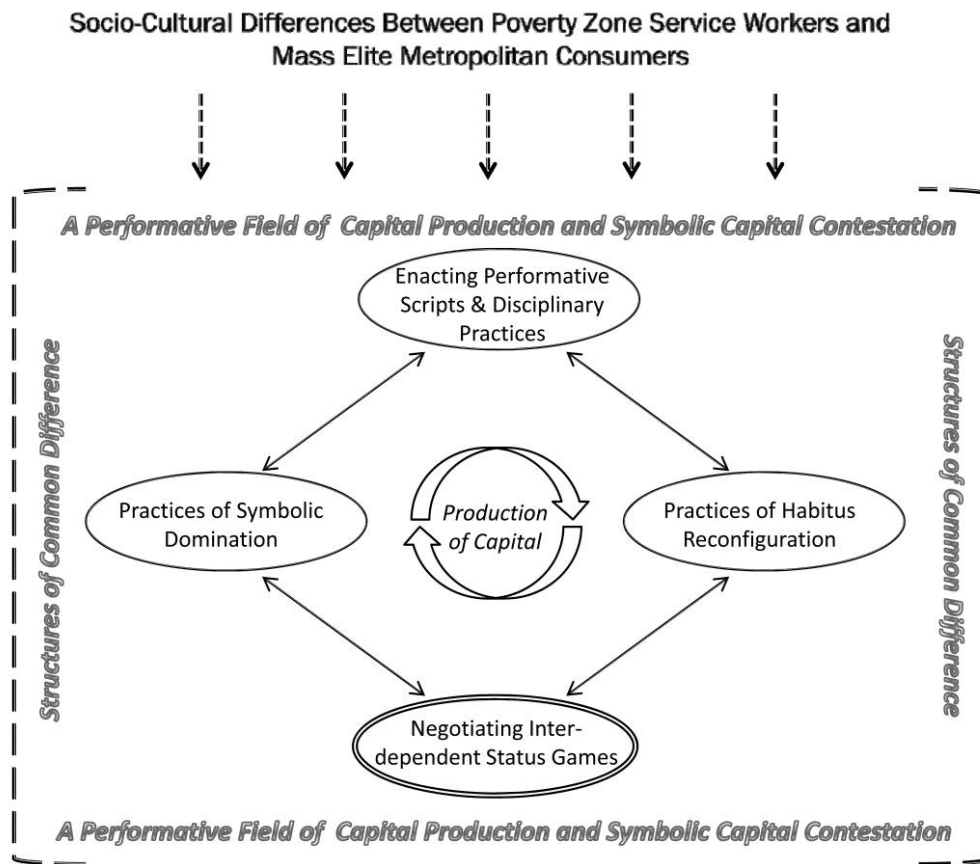 Socio-Cultural Differences Between Poverty Zone Service Workers and
Mass Elite Metropolitan Consumers
A Performative Field of Capital Production and Symbolic Capital Contestation
Enacting Performative
Scripts & Disciplinary
Practices
Structures of Common Difference
Structures of Common Difference
Practices of Symbolic
Domination
Production
of Capital
Practices of Habitus
Reconfiguration
Negotiating Inter-
dependent Status Games
A Performative Field of Capital Production and Symbolic Capital Contestation